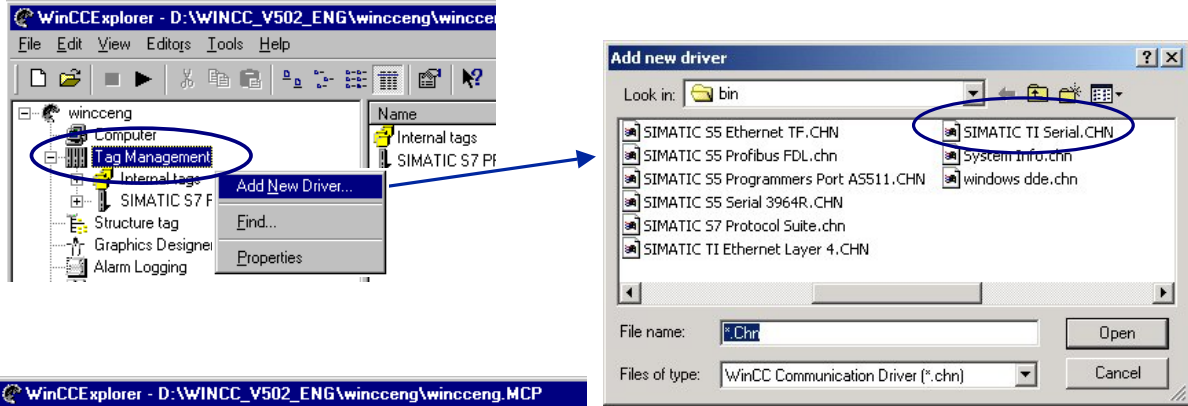 WinCCExplorer - D:\WINCC_V502_ENG\wincceng\wincce
File Edit View Editors Tools Help
wincceng
Computer
Tag Management
Internal tags
SIMATIC S7 P
Structure tag
Graphics Designer
Alarm Logging
Name
Internal tags
SIMATIC S7 PR
Add New Driver...
Find...
Properties
Add new driver
Look in: bin
SIMATIC S5 Ethernet TF.CHN
SIMATIC S5 Profibus FDL.chn
SIMATIC S5 Programmers Port AS511.CHN
SIMATIC S5 Serial 3964R.CHN
SIMATIC S7 Protocol Suite.chn
SIMATIC TI Ethernet Layer 4.CHN
SIMATIC TI Serial.CHN
System Info.chn
windows dde.chn
File name: *.Chn Open
Files of type: WinCC Communication Driver (*.chn) Cancel
WinCCExplorer - D:\WINCC_V502_ENG\wincceng\wincceng.MCP